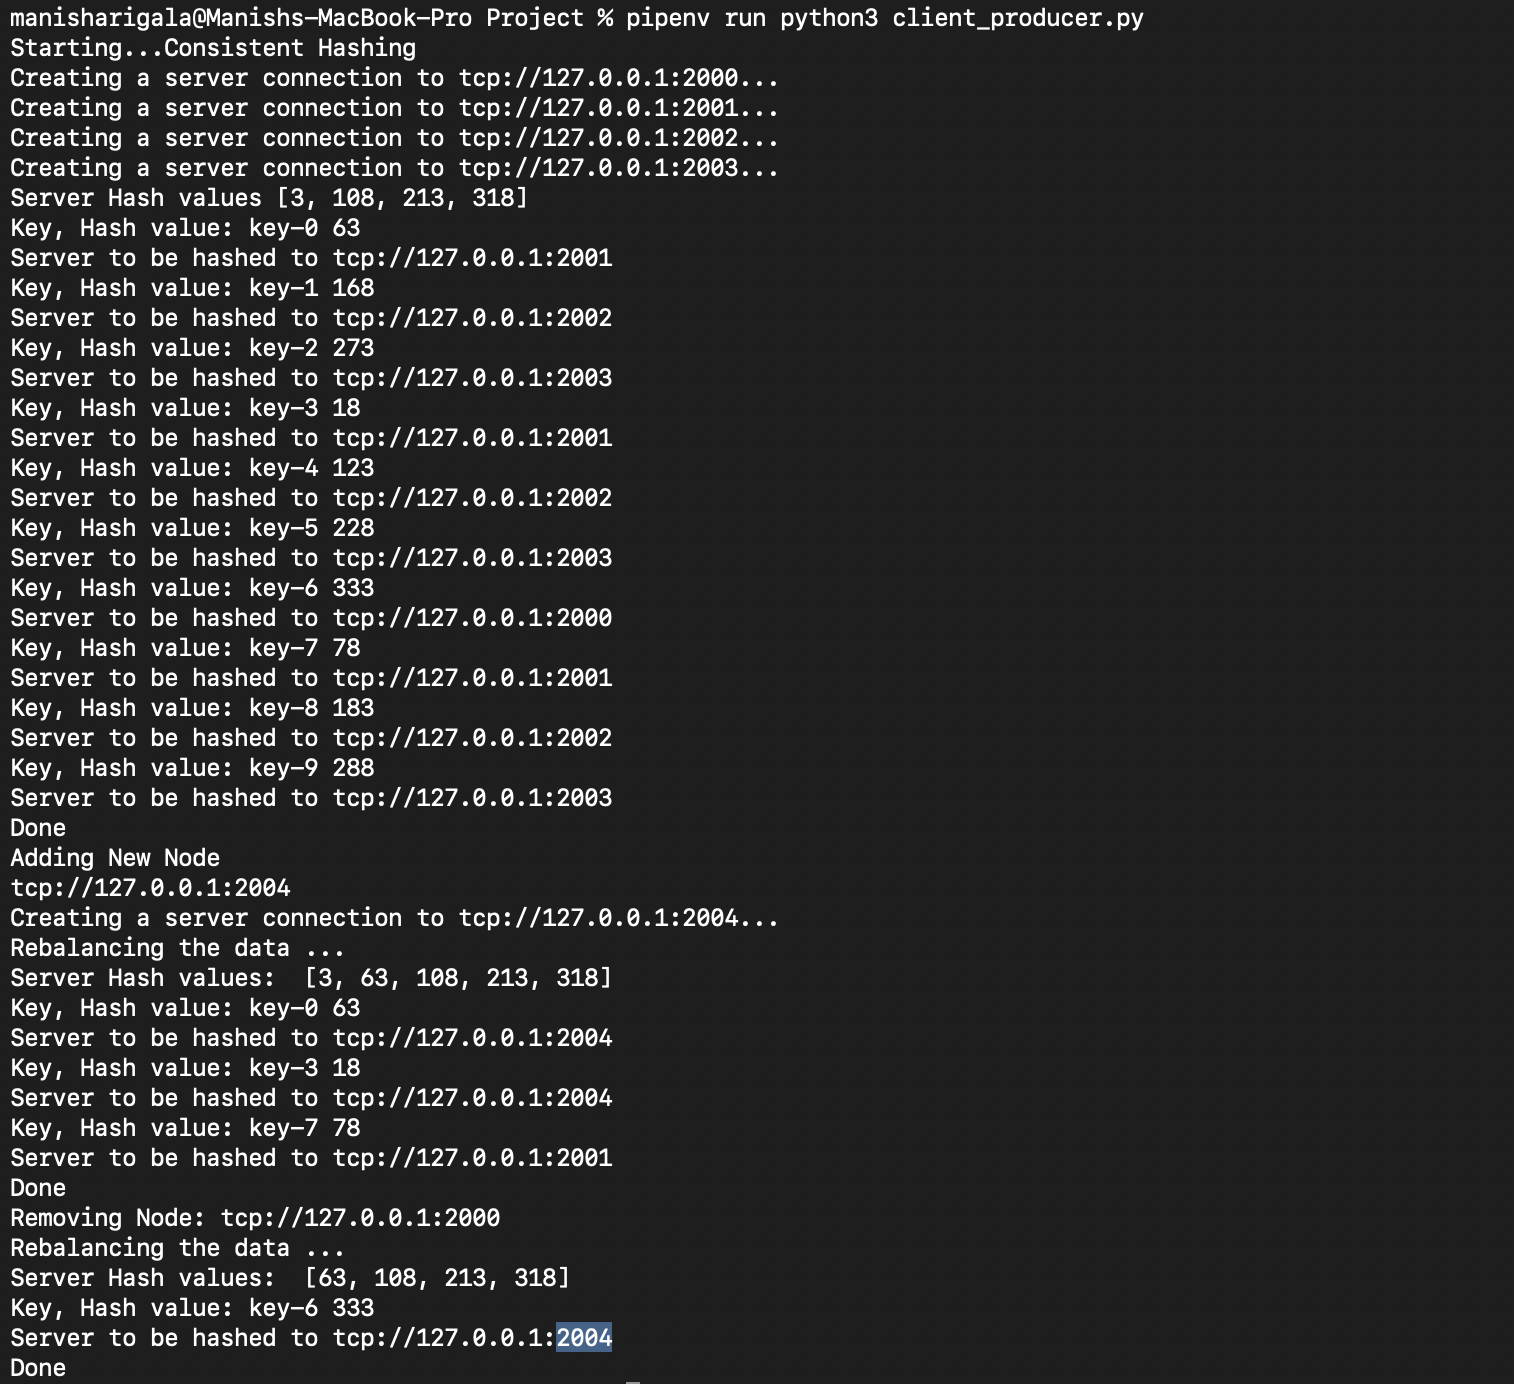 manisharigala@Manishs-MacBook-Pro Project % pipenv run python3 client_producer.py
Starting...Consistent Hashing
Creating a server connection to tcp://127.0.0.1:2000...
Creating a server connection to tcp://127.0.0.1:2001...
Creating a server connection to tcp://127.0.0.1:2002...
Creating a server connection to tcp://127.0.0.1:2003...
Server Hash values [3, 108, 213, 318]
Key, Hash value: key-0 63
Server to be hashed to tcp://127.0.0.1:2001
Key, Hash value: key-1 168
Server to be hashed to tcp://127.0.0.1:2002
Key, Hash value: key-2 273
Server to be hashed to tcp://127.0.0.1:2003
Key, Hash value: key-3 18
Server to be hashed to tcp://127.0.0.1:2001
Key, Hash value: key-4 123
Server to be hashed to tcp://127.0.0.1:2002
Key, Hash value: key-5 228
Server to be hashed to tcp://127.0.0.1:2003
Key, Hash value: key-6 333
Server to be hashed to tcp://127.0.0.1:2000
Key, Hash value: key-7 78
Server to be hashed to tcp://127.0.0.1:2001
Key, Hash value: key-8 183
Server to be hashed to tcp://127.0.0.1:2002
Key, Hash value: key-9 288
Server to be hashed to tcp://127.0.0.1:2003
Done
Adding New Node
tcp://127.0.0.1:2004
Creating a server connection to tcp://127.0.0.1:2004...
Rebalancing the data ...
Server Hash values:  [3, 63, 108, 213, 318]
Key, Hash value: key-0 63
Server to be hashed to tcp://127.0.0.1:2004
Key, Hash value: key-3 18
Server to be hashed to tcp://127.0.0.1:2004
Key, Hash value: key-7 78
Server to be hashed to tcp://127.0.0.1:2001
Done
Removing Node: tcp://127.0.0.1:2000
Rebalancing the data ...
Server Hash values:  [63, 108, 213, 318]
Key, Hash value: key-6 333
Server to be hashed to tcp://127.0.0.1:2004
Done